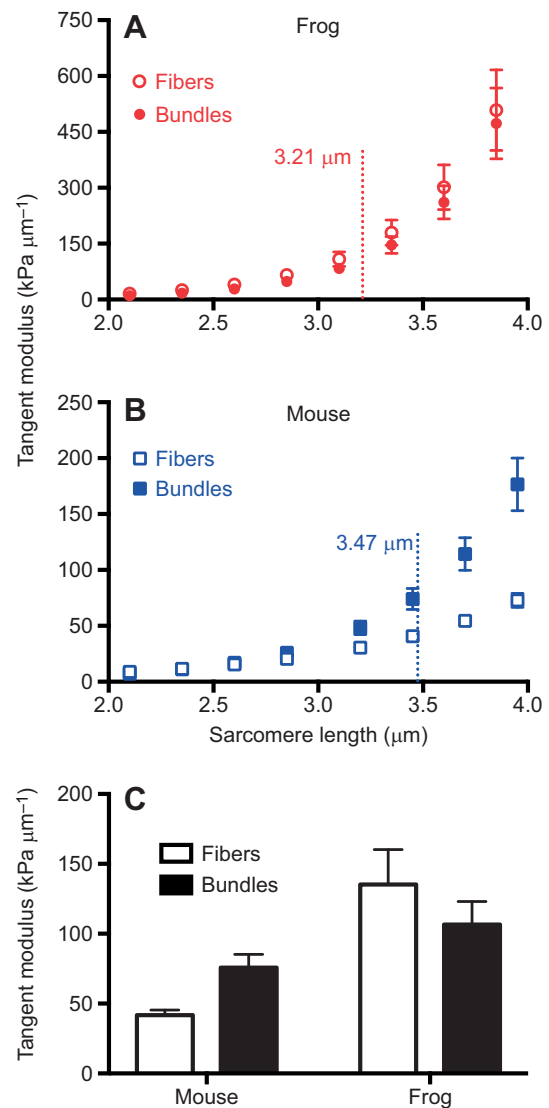 A
Frog
Fibers
Bundles
3.21 μm
750
600
450
300
150
0
2.0 2.5 3.0 3.5 4.0
Tangent modulus (kPa μm⁻¹)
B
Mouse
Fibers
Bundles
3.47 μm
250
200
150
100
50
0
2.0 2.5 3.0 3.5 4.0
Sarcomere length (μm)
C
Fibers
Bundles
200
150
100
50
0
Tangent modulus (kPa μm⁻¹)
Mouse Frog